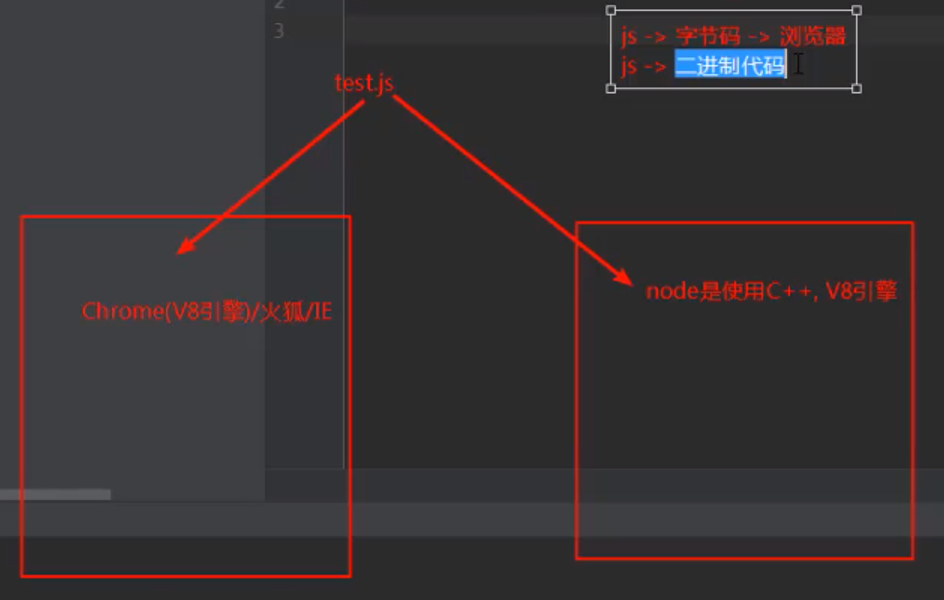 2
3
js -> 字节码 -> 浏览器
js -> 二进制代码
test.js
Chrome(V8引擎)/火狐/IE
node是使用C++, V8引擎